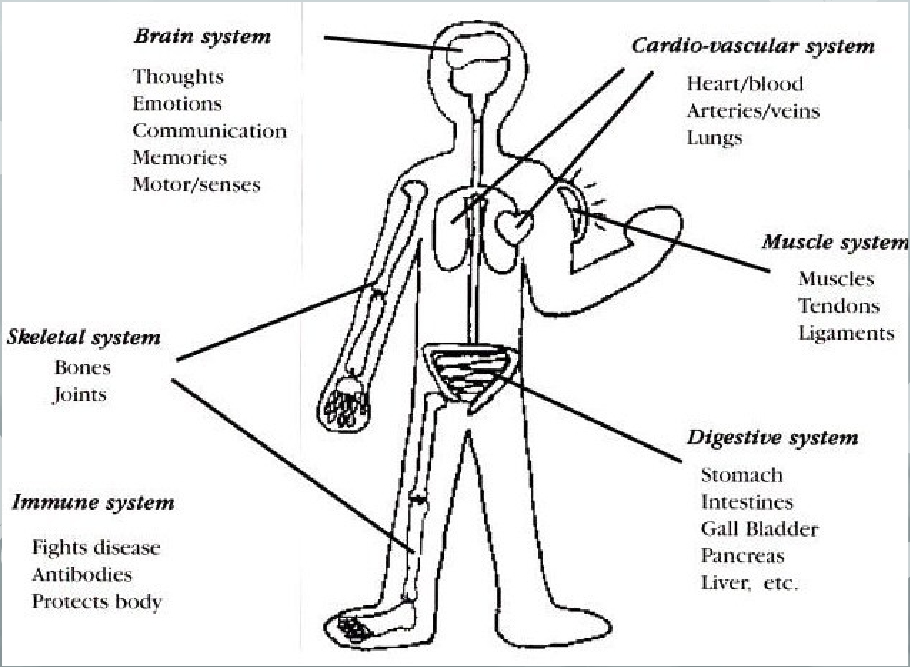 Brain system
Thoughts
Emotions
Communication
Memories
Motor/senses
Cardio-vascular system
Heart/blood
Arteries/veins
Lungs
Muscle system
Muscles
Tendons
Ligaments
Skeletal system
Bones
Joints
Digestive system
Stomach
Intestines
Gall Bladder
Pancreas
Liver, etc.
Immune system
Fights disease
Antibodies
Protects body